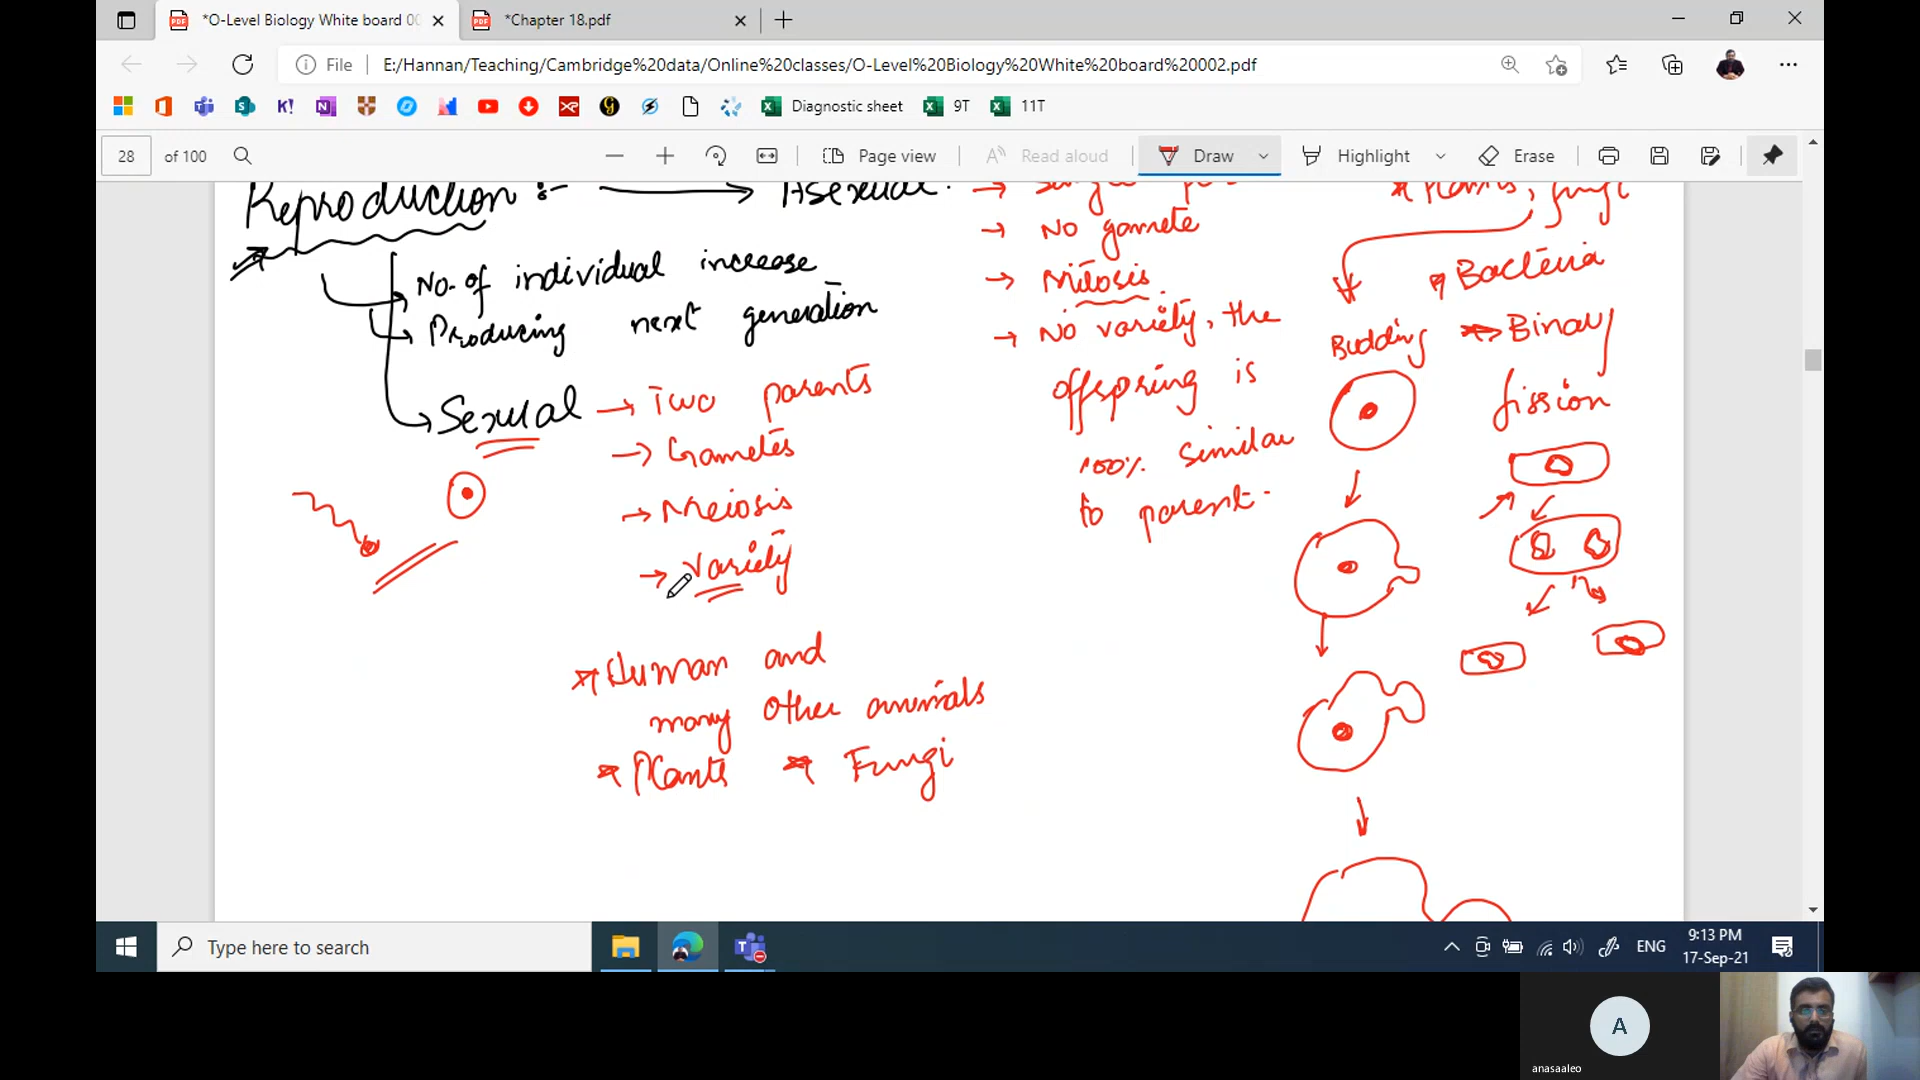 *O-Level Biology White board 00
*Chapter 18.pdf
File
E:/Hannan/Teaching/Cambridge%20data/Online%20classes/O-Level%20Biology%20White%20board%20002.pdf
K!
Diagnostic sheet
9T
11T
28
of 100
Page view
Read aloud
Draw
Highlight
Erase
Reproduction :-
Asexual.
No. of individual increase
Producing next generation
Sexual
Two parents
Gametes
Meiosis
Variety
* Human and
many other animals
* Plants * Fungi
No gamete
Mitosis
No variety, the
offspring is
100% similar
to parent.
* Plants, fungi
Budding
* Bacteria
Binary
fission
Type here to search
ENG
9:13 PM
17-Sep-21
A
anasaaleo